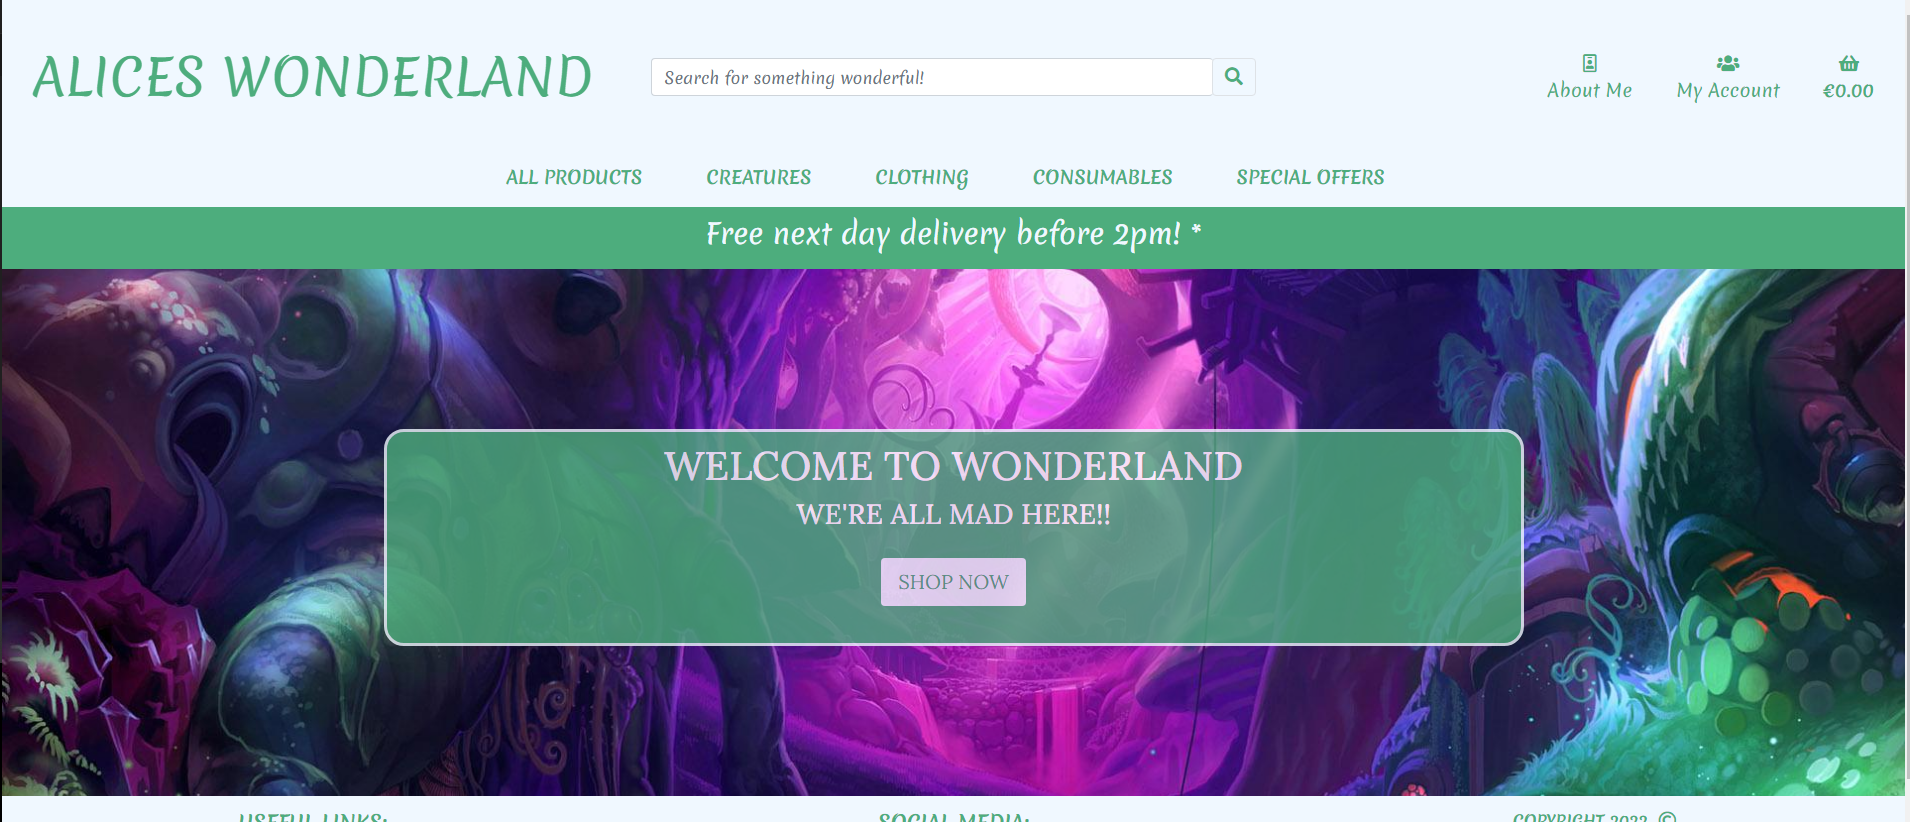 ALICES WONDERLAND
Search for something wonderful!
About Me
My Account
€0.00
ALL PRODUCTS
CREATURES
CLOTHING
CONSUMABLES
SPECIAL OFFERS
Free next day delivery before 2pm! *
WELCOME TO WONDERLAND
WE'RE ALL MAD HERE!!
SHOP NOW
USEFUL LINKS:
SOCIAL MEDIA:
COPYRIGHT 2022 ©